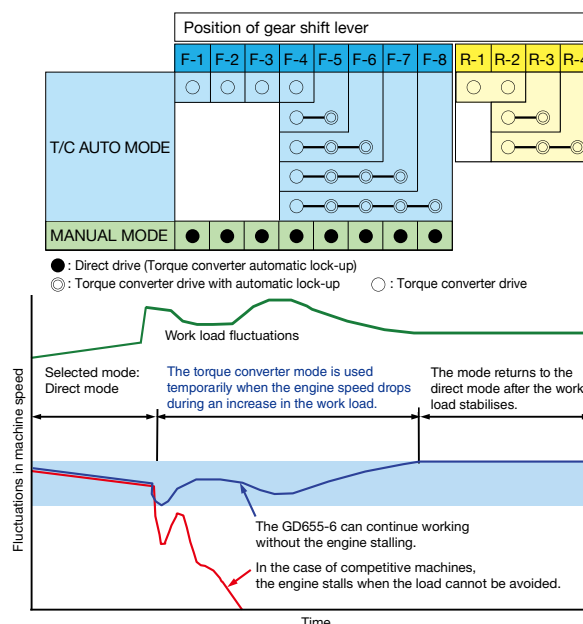 Position of gear shift lever
F-1 F-2 F-3 F-4 F-5 F-6 F-7 F-8 R-1 R-2 R-3 R-4
T/C AUTO MODE
MANUAL MODE
: Direct drive (Torque converter automatic lock-up)
: Torque converter drive with automatic lock-up : Torque converter drive
Work load fluctuations
Selected mode:
Direct mode
The torque converter mode is used
temporarily when the engine speed drops
during an increase in the work load.
The mode returns to the
direct mode after the work
load stabilises.
Fluctuations in machine speed
The GD655-6 can continue working
without the engine stalling.
In the case of competitive machines,
the engine stalls when the load cannot be avoided.
Time